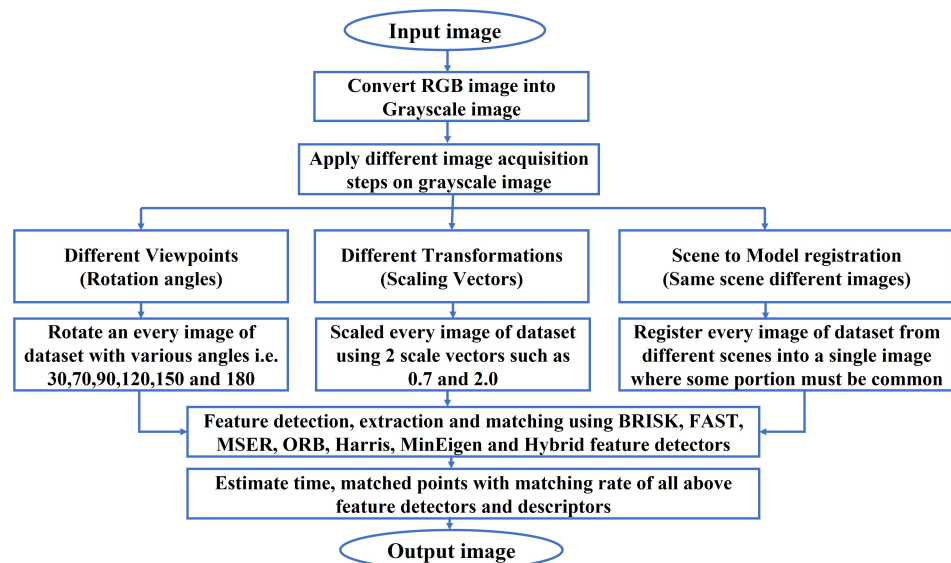 Input image
Convert RGB image into
Grayscale image
Apply different image acquisition
steps on grayscale image
Different Viewpoints
(Rotation angles)
Different Transformations
(Scaling Vectors)
Scene to Model registration
(Same scene different images)
Rotate an every image of
dataset with various angles i.e.
30,70,90,120,150 and 180
Scaled every image of dataset
using 2 scale vectors such as
0.7 and 2.0
Register every image of dataset from
different scenes into a single image
where some portion must be common
Feature detection, extraction and matching using BRISK, FAST,
MSER, ORB, Harris, MinEigen and Hybrid feature detectors
Estimate time, matched points with matching rate of all above
feature detectors and descriptors
Output image